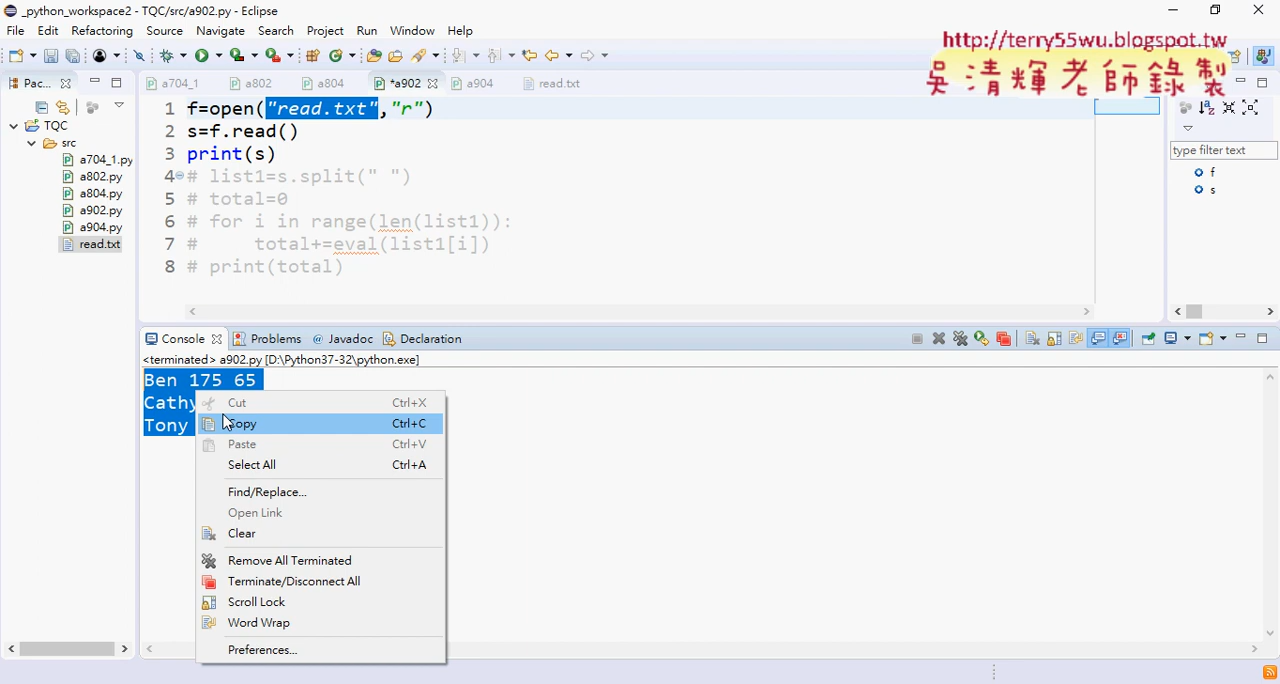 _python_workspace2 - TQC/src/a902.py - Eclipse
File Edit Refactoring Source Navigate Search Project Run Window Help
http://terry55wu.blogspot.tw
吳清輝老師錄製
Pac...
a704_1 a802 a804 *a902 a904 read.txt
TQC
src
a704_1.py
a802.py
a804.py
a902.py
a904.py
read.txt
1 f=open("read.txt","r")
2 s=f.read()
3 print(s)
4 # list1=s.split(" ")
5 # total=0
6 # for i in range(len(list1)):
7 #     total+=eval(list1[i])
8 # print(total)
type filter text
f
s
Console Problems @ Javadoc Declaration
<terminated> a902.py [D:\Python37-32\python.exe]
Ben 175 65
Cathy
Tony
Cut Ctrl+X
Copy Ctrl+C
Paste Ctrl+V
Select All Ctrl+A
Find/Replace...
Open Link
Clear
Remove All Terminated
Terminate/Disconnect All
Scroll Lock
Word Wrap
Preferences...